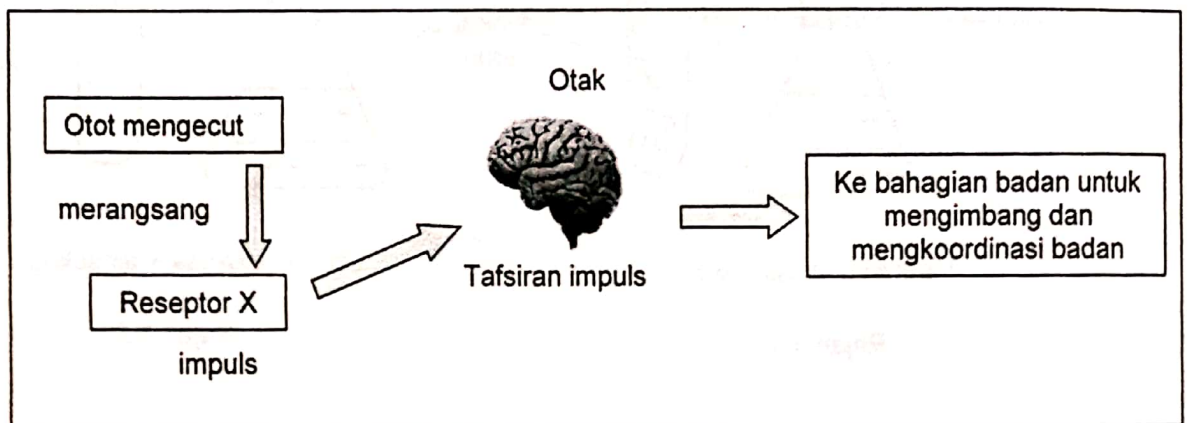 Otot mengecut
merangsang
Reseptor X
impuls
Otak
Tafsiran impuls
Ke bahagian badan untuk
mengimbang dan
mengkoordinasi badan